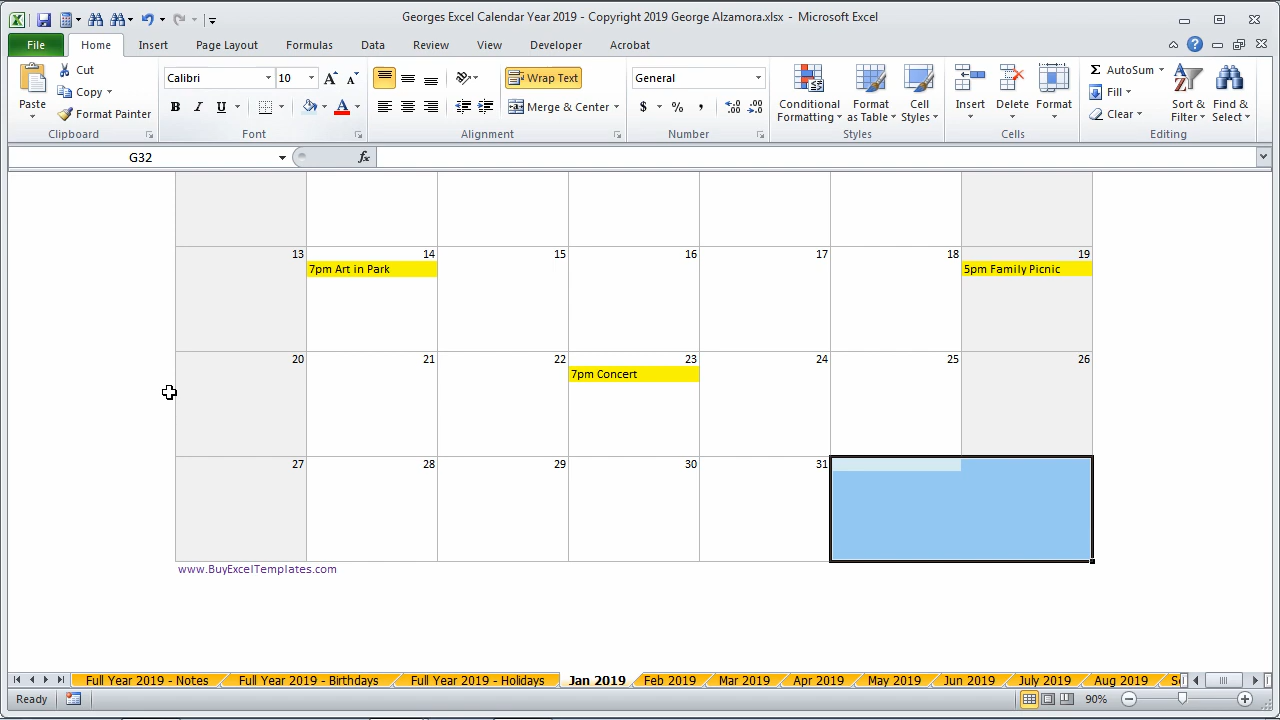 Georges Excel Calendar Year 2019 - Copyright 2019 George Alzamara.xlsx - Microsoft Excel
File Home Insert Page Layout Formulas Data Review View Developer Acrobat
Paste
Cut
Copy
Format Painter
Clipboard
Calibri 10
B I U A
Font
Wrap Text
Merge & Center
Alignment
General
$ % ,
Number
Conditional Formatting
Format as Table
Cell Styles
Styles
Insert Delete Format
Cells
AutoSum
Fill
Clear
Sort & Filter
Find & Select
Editing
G32 fx
13 14 15 16 17 18 19
7pm Art in Park 5pm Family Picnic
20 21 22 23 24 25 26
7pm Concert
27 28 29 30 31
www.BuyExcelTemplates.com
Full Year 2019 - Notes Full Year 2019 - Birthdays Full Year 2019 - Holidays Jan 2019 Feb 2019 Mar 2019 Apr 2019 May 2019 Jun 2019 July 2019 Aug 2019
Ready 90%